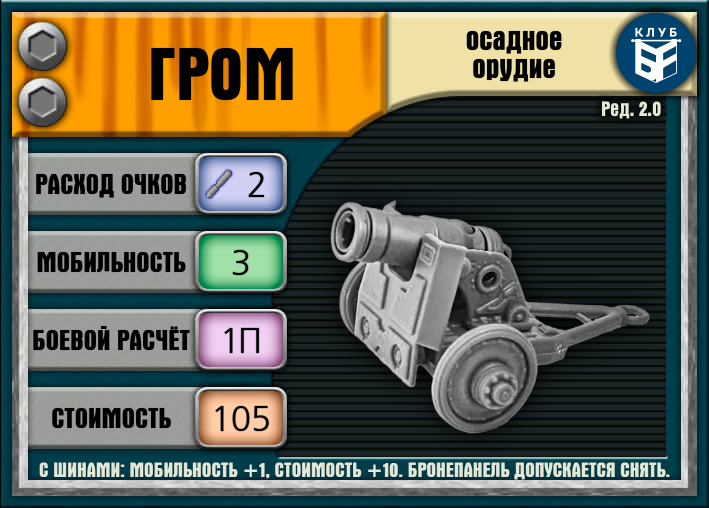 ГРОМ
осадное
орудие
КЛУБ
Ред. 2.0
РАСХОД ОЧКОВ 2
МОБИЛЬНОСТЬ 3
БОЕВОЙ РАСЧЁТ 1П
СТОИМОСТЬ 105
С ШИНАМИ: МОБИЛЬНОСТЬ +1, СТОИМОСТЬ +10. БРОНЕПАНЕЛЬ ДОПУСКАЕТСЯ СНЯТЬ.